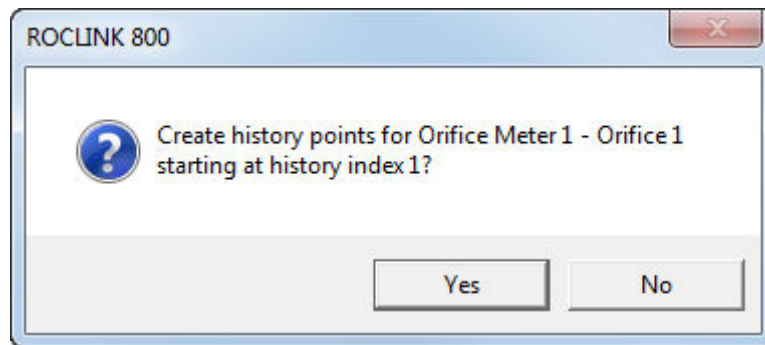 ROCLINK 800
Create history points for Orifice Meter 1 - Orifice 1
starting at history index 1?
Yes No